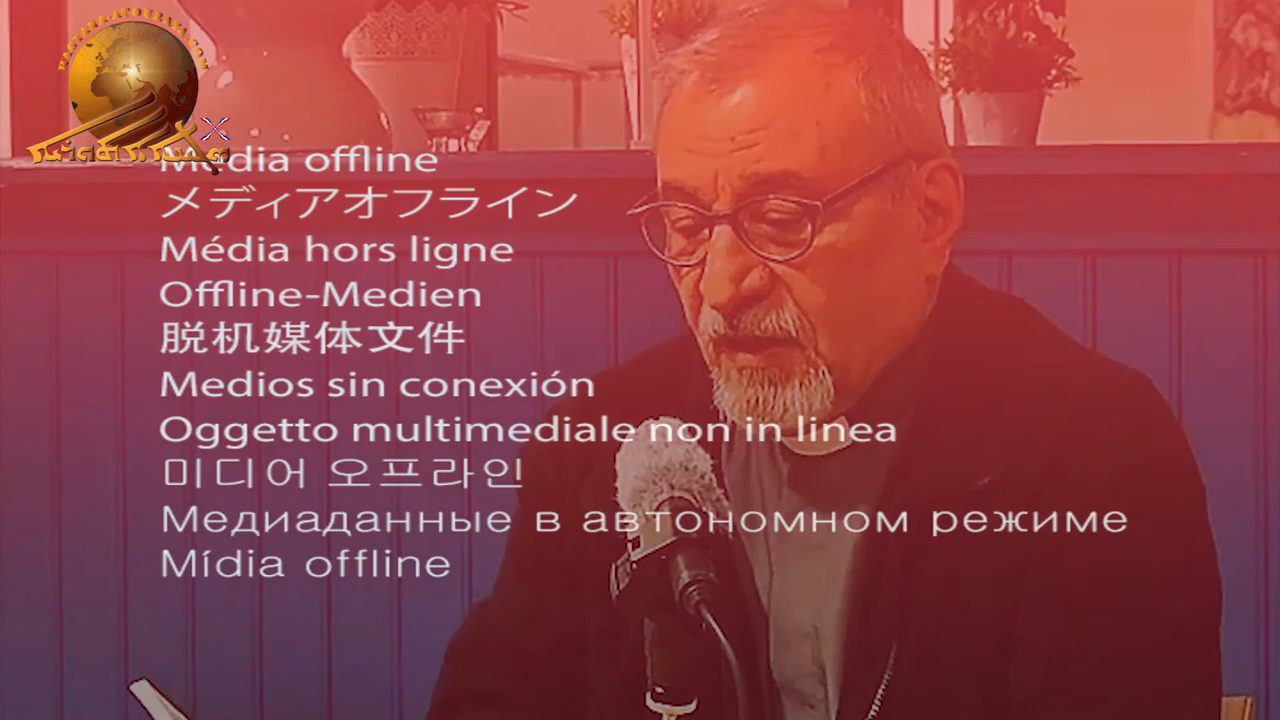 Media offline
メディアオフライン
Média hors ligne
Offline-Medien
脱机媒体文件
Medios sin conexión
Oggetto multimediale non in linea
미디어 오프라인
Медиаданные в автономном режиме
Mídia offline